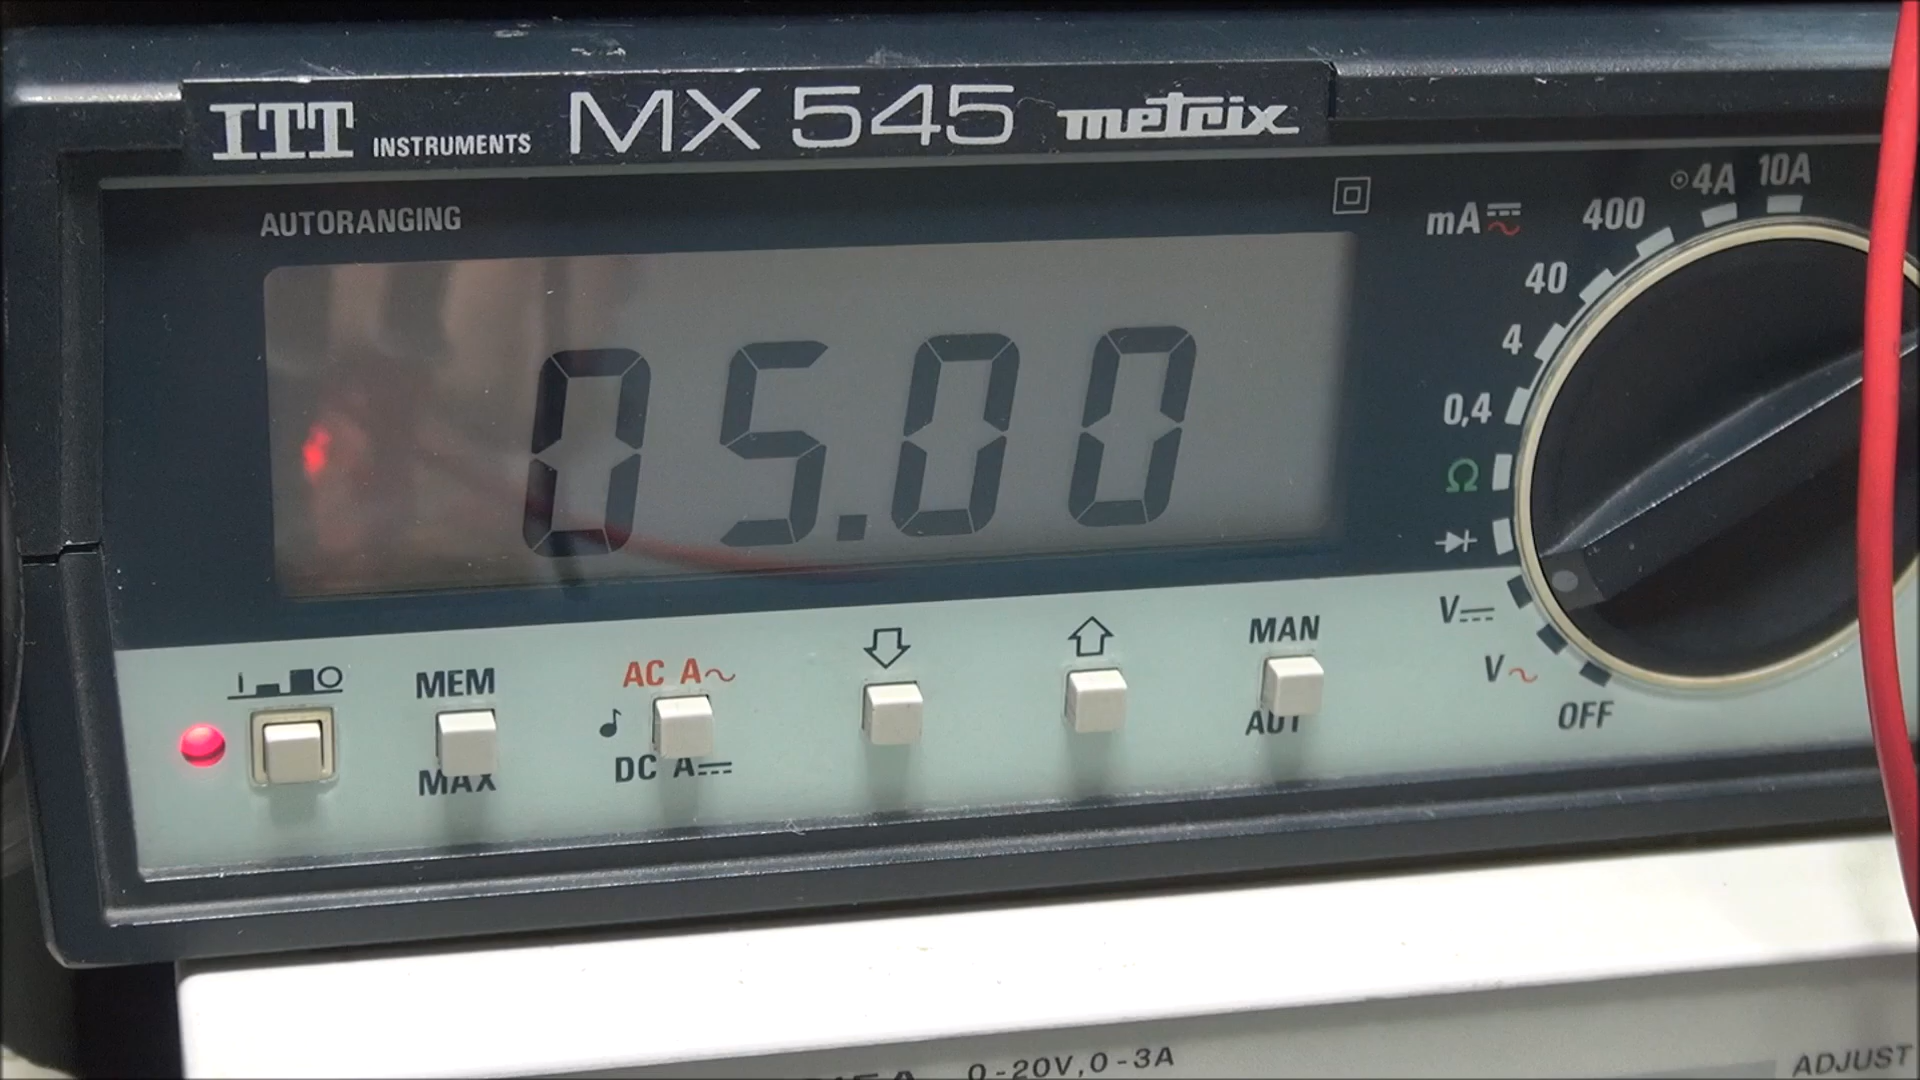 ITT INSTRUMENTS MX 545 metrix
AUTORANGING
05.00
mA
400
4A
10A
40
4
0,4
Ω
V
V
OFF
MEM
MAX
AC A~
DC A
MAN
AUT
0-20V,0-3A
ADJUST